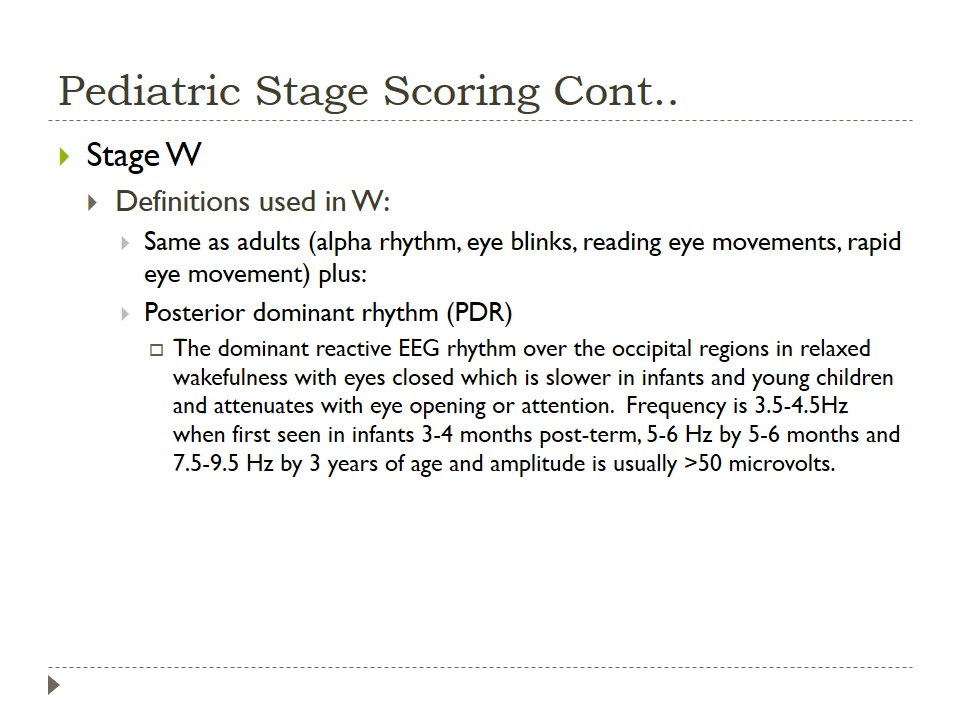 Pediatric Stage Scoring Cont..
Stage W
Definitions used in W:
Same as adults (alpha rhythm, eye blinks, reading eye movements, rapid
eye movement) plus:
Posterior dominant rhythm (PDR)
The dominant reactive EEG rhythm over the occipital regions in relaxed
wakefulness with eyes closed which is slower in infants and young children
and attenuates with eye opening or attention.  Frequency is 3.5-4.5Hz
when first seen in infants 3-4 months post-term, 5-6 Hz by 5-6 months and
7.5-9.5 Hz by 3 years of age and amplitude is usually >50 microvolts.